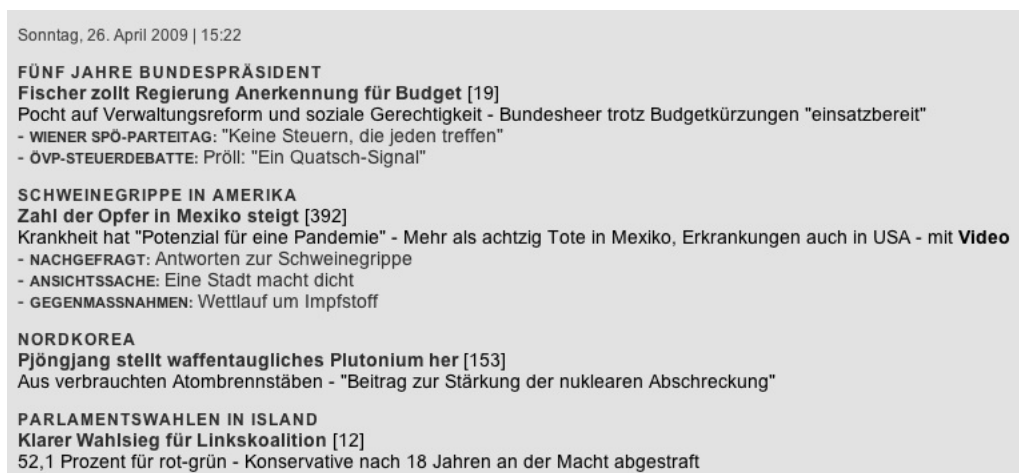 Sonntag, 26. April 2009 | 15:22
FÜNF JAHRE BUNDESPRÄSIDENT
Fischer zollt Regierung Anerkennung für Budget [19]
Pocht auf Verwaltungsreform und soziale Gerechtigkeit - Bundesheer trotz Budgetkürzungen "einsatzbereit"
- WIENER SPÖ-PARTEITAG: "Keine Steuern, die jeden treffen"
- ÖVP-STEUERDEBATTE: Pröll: "Ein Quatsch-Signal"
SCHWEINEGRIPPE IN AMERIKA
Zahl der Opfer in Mexiko steigt [392]
Krankheit hat "Potenzial für eine Pandemie" - Mehr als achtzig Tote in Mexiko, Erkrankungen auch in USA - mit Video
- NACHGEFRAGT: Antworten zur Schweinegrippe
- ANSICHTSSACHE: Eine Stadt macht dicht
- GEGENMASSNAHMEN: Wettlauf um Impfstoff
NORDKOREA
Pjöngjang stellt waffentaugliches Plutonium her [153]
Aus verbrauchten Atombrennstäben - "Beitrag zur Stärkung der nuklearen Abschreckung"
PARLAMENTSWAHLEN IN ISLAND
Klarer Wahlsieg für Linkskoalition [12]
52,1 Prozent für rot-grün - Konservative nach 18 Jahren an der Macht abgestraft